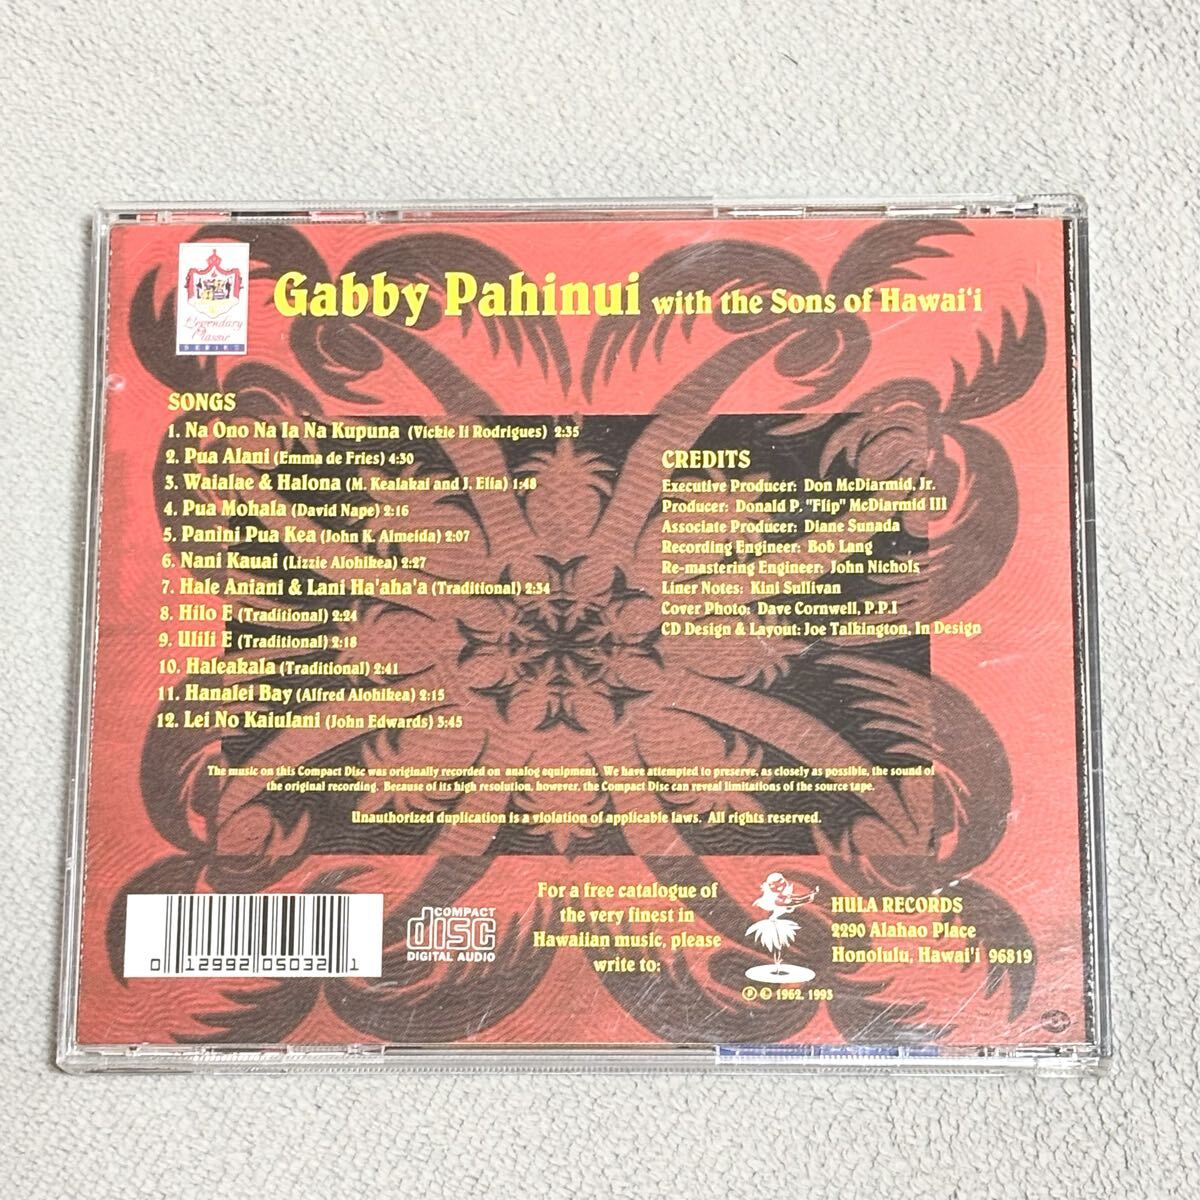 Legendary
Classic
SERIES
Gabby Pahinui with the Sons of Hawai‘i
SONGS
1. Na Ono Na Ia Na Kupuna (Vickie Ii Rodrigues) 2:35
2. Pua Alani (Emma de Fries) 4:30
3. Waialae & Halona (M. Kealakai and J. Elia) 1:48
4. Pua Mohala (David Nape) 2:16
5. Panini Pua Kea (John K. Almeida) 2:07
6. Nani Kauai (Lizzie Alohikea) 2:27
7. Hale Aniani & Lani Ha'aha'a (Traditional) 2:34
8. Hilo E (Traditional) 2:24
9. Ulili E (Traditional) 2:18
10. Haleakala (Traditional) 2:41
11. Hanalei Bay (Alfred Alohikea) 2:15
12. Lei No Kaiulani (John Edwards) 3:45
CREDITS
Executive Producer: Don McDiarmid, Jr.
Producer: Donald P. "Flip" McDiarmid III
Associate Producer: Diane Sunada
Recording Engineer: Bob Lang
Re-mastering Engineer: John Nichols
Liner Notes: Kini Sullivan
Cover Photo: Dave Cornwell, P.P.I
CD Design & Layout: Joe Talkington, In Design
The music on this Compact Disc was originally recorded on analog equipment. We have attempted to preserve, as closely as possible, the sound of
the original recording. Because of its high resolution, however, the Compact Disc can reveal limitations of the source tape.
Unauthorized duplication is a violation of applicable laws. All rights reserved.
0 12992 05032 1
COMPACT
disc
DIGITAL AUDIO
For a free catalogue of
the very finest in
Hawaiian music, please
write to:
HULA RECORDS
2290 Alahao Place
Honolulu, Hawai'i 96819
℗ © 1962, 1993